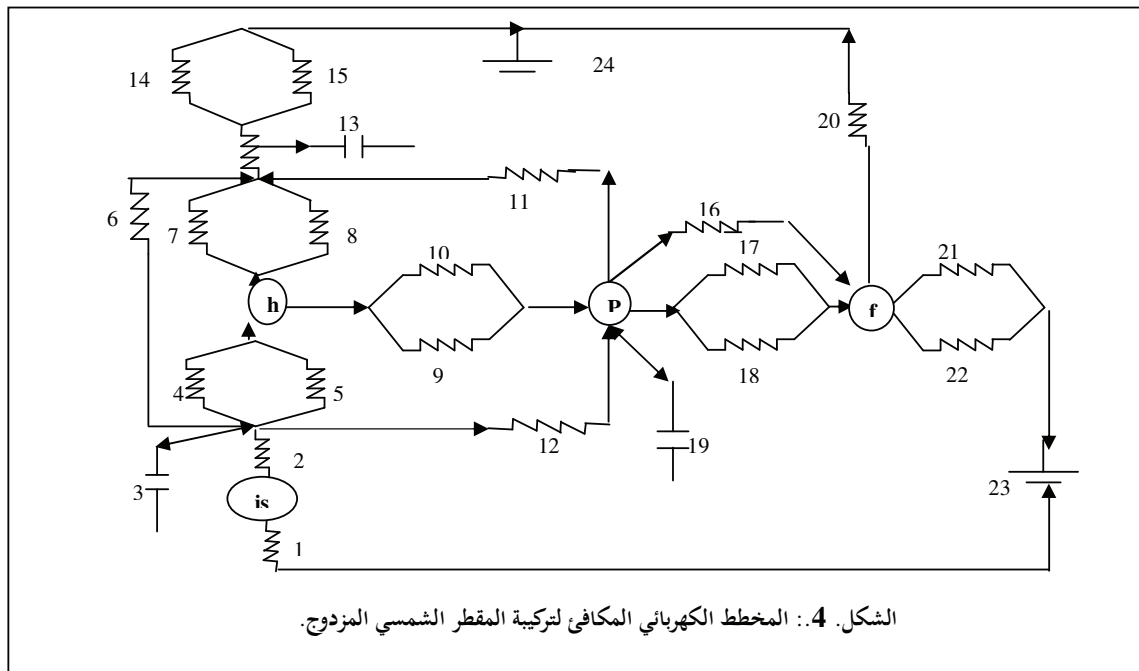 24
14 15
20
13
6
11
7 8
16
10 17 21
h P f
9 18 22
4 5
12 19
2
3
is
23
1
الشكل. 4.: المخطط الكهربائي المكافئ لتركيبة المقطر الشمسي المزدوج.